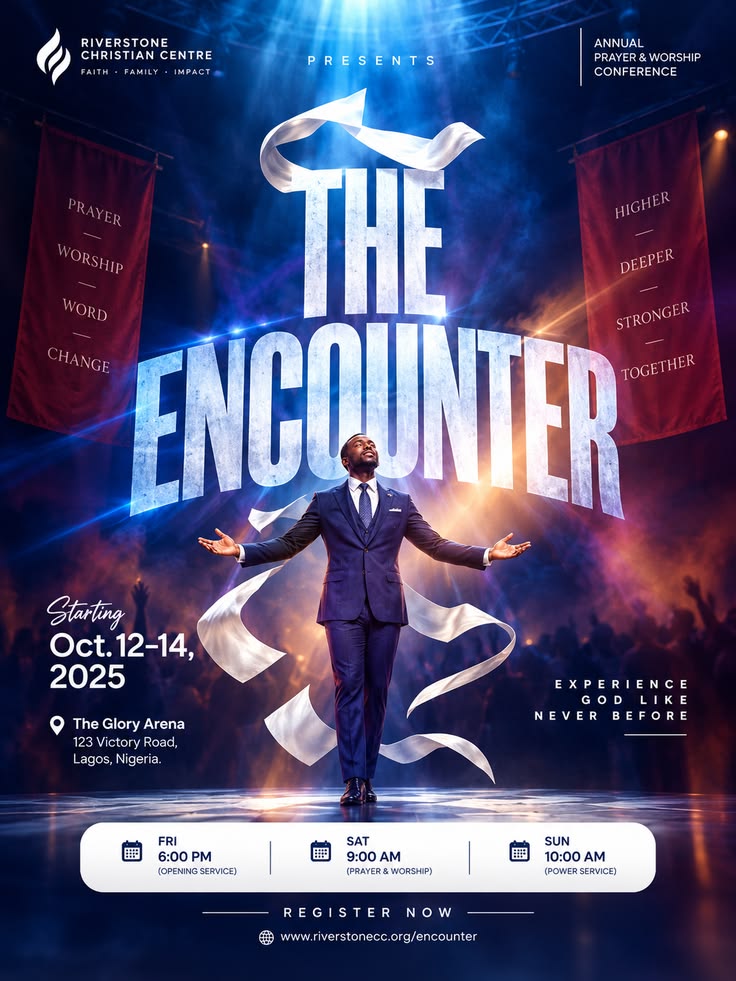 RIVERSTONE
CHRISTIAN CENTRE
FAITH · FAMILY · IMPACT
PRESENTS
ANNUAL
PRAYER & WORSHIP
CONFERENCE
THE
ENCOUNTER
PRAYER
WORSHIP
WORD
CHANGE
HIGHER
DEEPER
STRONGER
TOGETHER
Starting
Oct. 12–14,
2025
The Glory Arena
123 Victory Road,
Lagos, Nigeria.
EXPERIENCE
GOD LIKE
NEVER BEFORE
FRI
6:00 PM
(OPENING SERVICE)
SAT
9:00 AM
(PRAYER & WORSHIP)
SUN
10:00 AM
(POWER SERVICE)
REGISTER NOW
www.riverstonecc.org/encounter